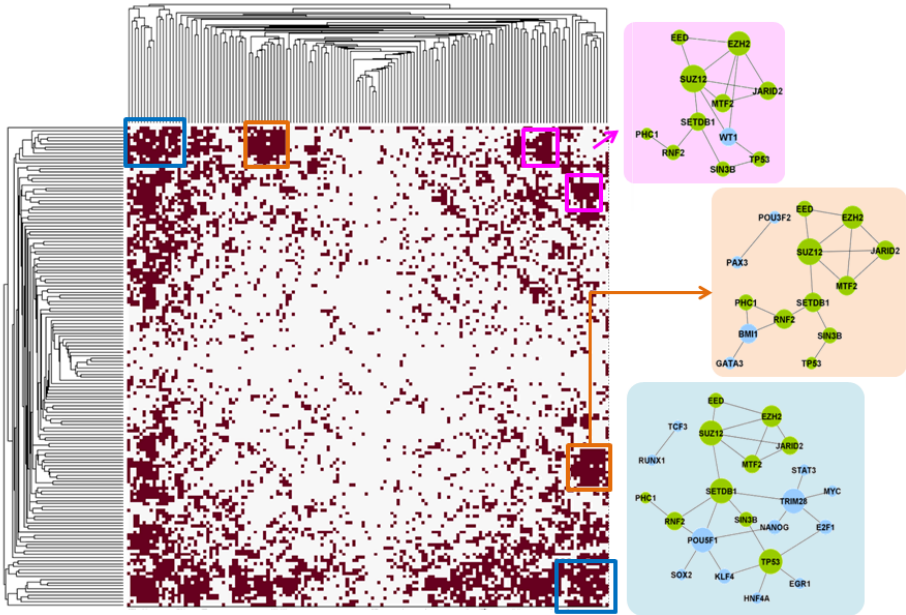 EED
EZH2
SUZ12
JARID2
MTF2
SETDB1
PHC1
WT1
RNF2
TP53
SIN3B
EED
POU3F2
EZH2
SUZ12
JARID2
PAX3
MTF2
PHC1
SETDB1
RNF2
BMI1
SIN3B
GATA3
TP53
EED
EZH2
TCF3
SUZ12
JARID2
RUNX1
MTF2
STAT3
SETDB1
MYC
PHC1
TRIM28
RNF2
SIN3B
NANOG
E2F1
POU5F1
TP53
SOX2
KLF4
EGR1
HNF4A